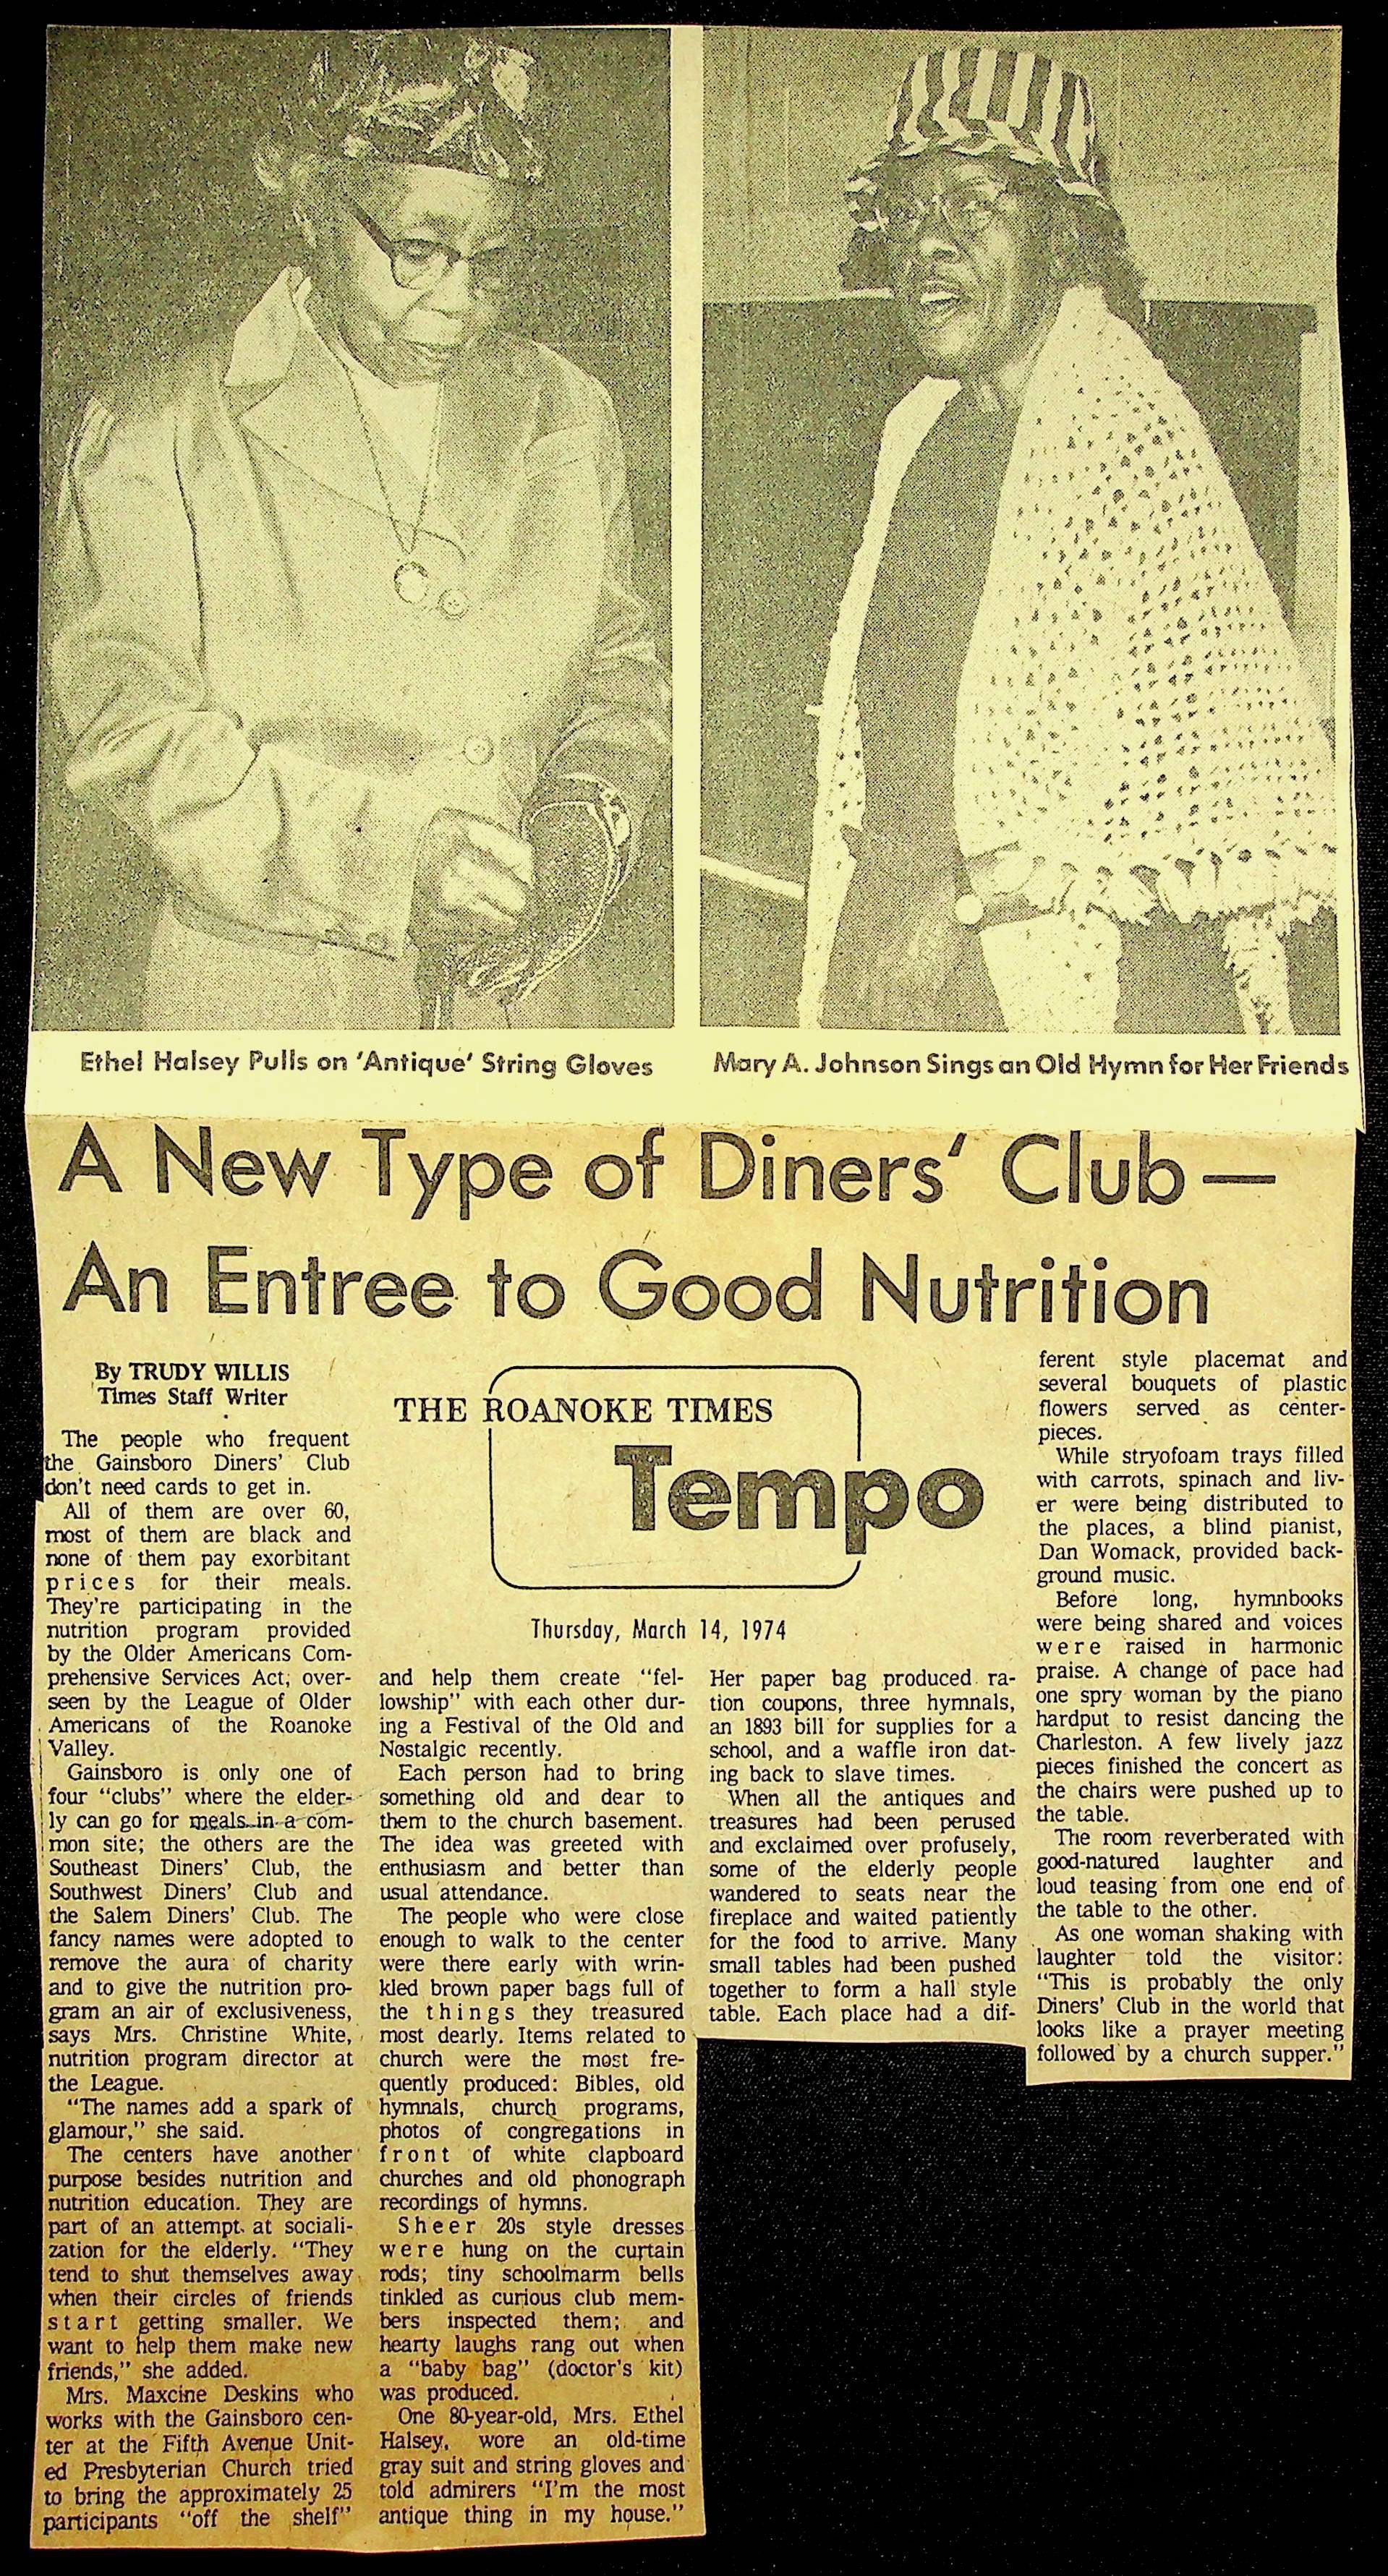 Ethel Halsey Pulls on 'Antique' String Gloves
Mary A. Johnson Sings an Old Hymn for Her Friends
A New Type of Diners' Club—
An Entree to Good Nutrition
By TRUDY WILLIS
Times Staff Writer
The people who frequent
the Gainsboro Diners' Club
don't need cards to get in.
All of them are over 60,
most of them are black and
none of them pay exorbitant
prices for their meals.
They're participating in the
nutrition program provided
by the Older Americans Com-
prehensive Services Act, over-
seen by the League of Older
Americans of the Roanoke
Valley.
Gainsboro is only one of
four "clubs" where the elder-
ly can go for meals in a com-
mon site; the others are the
Southeast Diners' Club, the
Southwest Diners' Club and
the Salem Diners' Club. The
fancy names were adopted to
remove the aura of charity
and to give the nutrition pro-
gram an air of exclusiveness,
says Mrs. Christine White,
nutrition program director at
the League.
"The names add a spark of
glamour," she said.
The centers have another
purpose besides nutrition and
nutrition education. They are
part of an attempt at sociali-
zation for the elderly. "They
tend to shut themselves away
when their circles of friends
start getting smaller. We
want to help them make new
friends," she added.
Mrs. Maxcine Deskins who
works with the Gainsboro cen-
ter at the Fifth Avenue Unit-
ed Presbyterian Church tried
to bring the approximately 25
participants "off the shelf"
THE ROANOKE TIMES
Tempo
Thursday, March 14, 1974
and help them create "fel-
lowship" with each other dur-
ing a Festival of the Old and
Nostalgic recently.
Each person had to bring
something old and dear to
them to the church basement.
The idea was greeted with
enthusiasm and better than
usual attendance.
The people who were close
enough to walk to the center
were there early with wrin-
kled brown paper bags full of
the things they treasured
most dearly. Items related to
church were the most fre-
quently produced: Bibles, old
hymnals, church programs,
photos of congregations in
front of white clapboard
churches and old phonograph
recordings of hymns.
Sheer 20s style dresses
were hung on the curtain
rods; tiny schoolmarm bells
tinkled as curious club mem-
bers inspected them; and
hearty laughs rang out when
a "baby bag" (doctor's kit)
was produced.
One 80-year-old, Mrs. Ethel
Halsey, wore an old-time
gray suit and string gloves and
told admirers "I'm the most
antique thing in my house."
Her paper bag produced ra-
tion coupons, three hymnals,
an 1893 bill for supplies for a
school, and a waffle iron dat-
ing back to slave times.
When all the antiques and
treasures had been perused
and exclaimed over profusely,
some of the elderly people
wandered to seats near the
fireplace and waited patiently
for the food to arrive. Many
small tables had been pushed
together to form a hall style
table. Each place had a dif-
ferent style placemat and
several bouquets of plastic
flowers served as center-
pieces.
While stryofoam trays filled
with carrots, spinach and liv-
er were being distributed to
the places, a blind pianist,
Dan Womack, provided back-
ground music.
Before long, hymnbooks
were being shared and voices
were raised in harmonic
praise. A change of pace had
one spry woman by the piano
hardput to resist dancing the
Charleston. A few lively jazz
pieces finished the concert as
the chairs were pushed up to
the table.
The room reverberated with
good-natured laughter and
loud teasing from one end of
the table to the other.
As one woman shaking with
laughter told the visitor:
"This is probably the only
Diners' Club in the world that
looks like a prayer meeting
followed by a church supper."